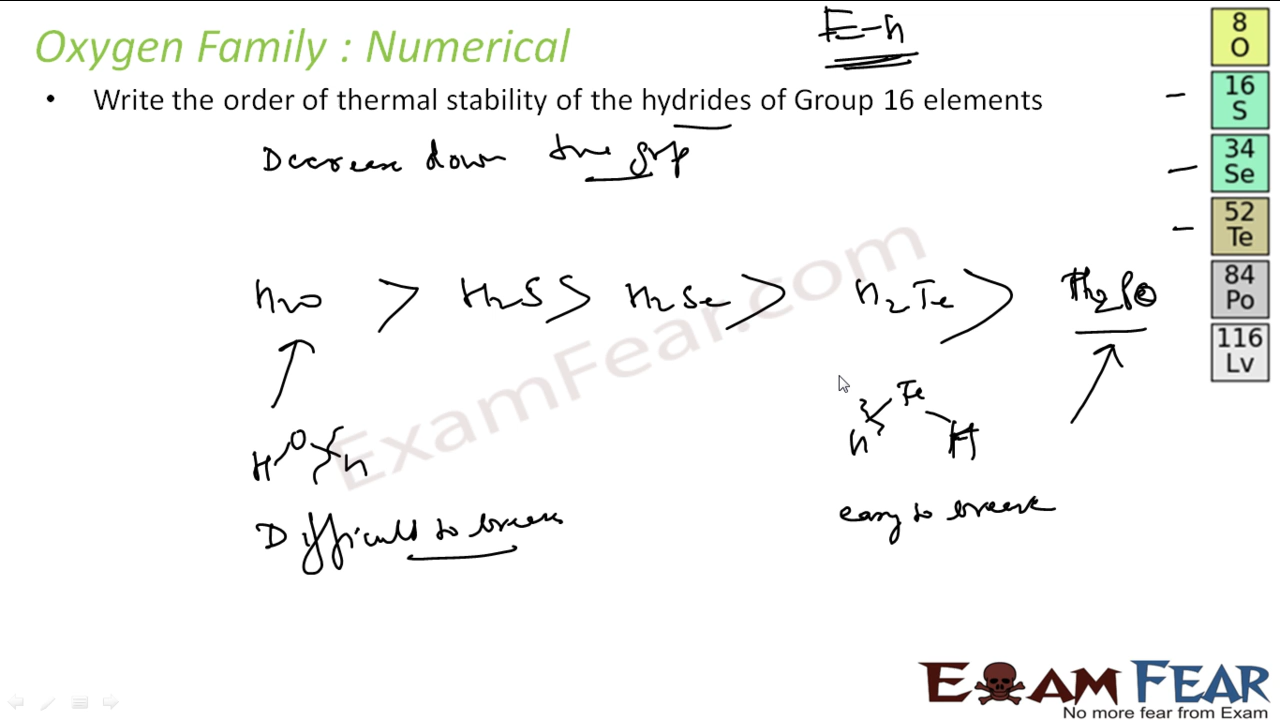 Oxygen Family : Numerical
E-h
• Write the order of thermal stability of the hydrides of Group 16 elements
Decrease down the grp
h2o > H2S > H2Se > H2Te > H2Po
H O h
Te
h H
Difficult to break
easy to break
8
O
16
S
34
Se
52
Te
84
Po
116
Lv
ExamFear.com
EXAM FEAR
No more fear from Exam